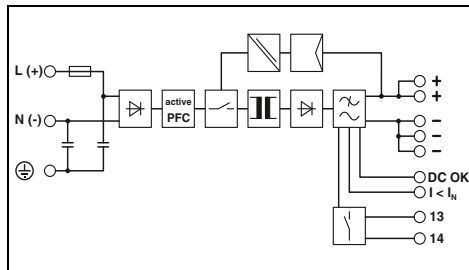 L (+)
+
+
active
PFC
N (-)
–
–
–
DC OK
I < I_N
13
14